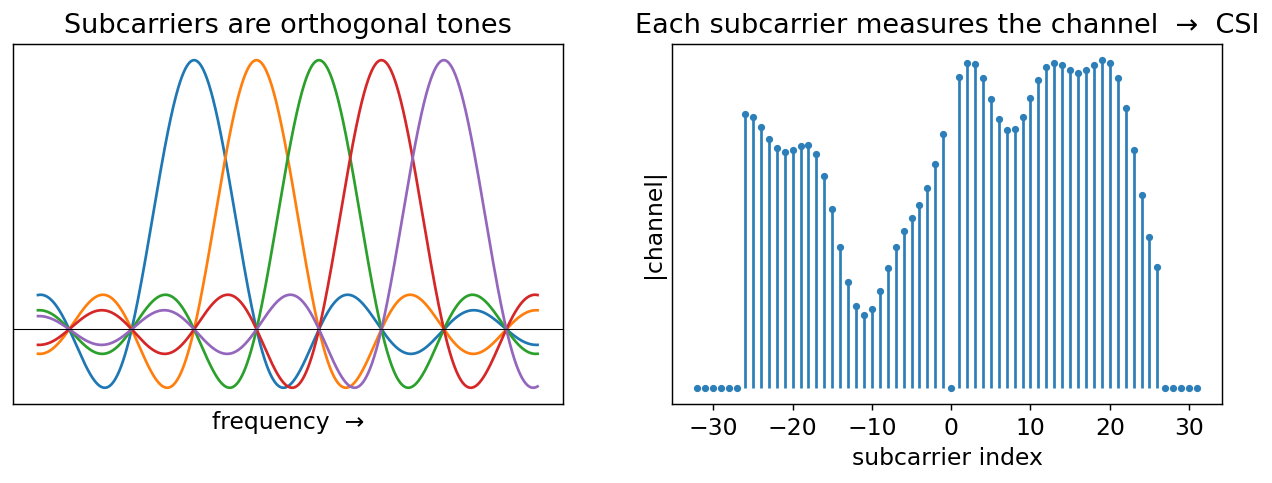 Subcarriers are orthogonal tones
frequency →
Each subcarrier measures the channel → CSI
|channel|
−30 −20 −10 0 10 20 30
subcarrier index